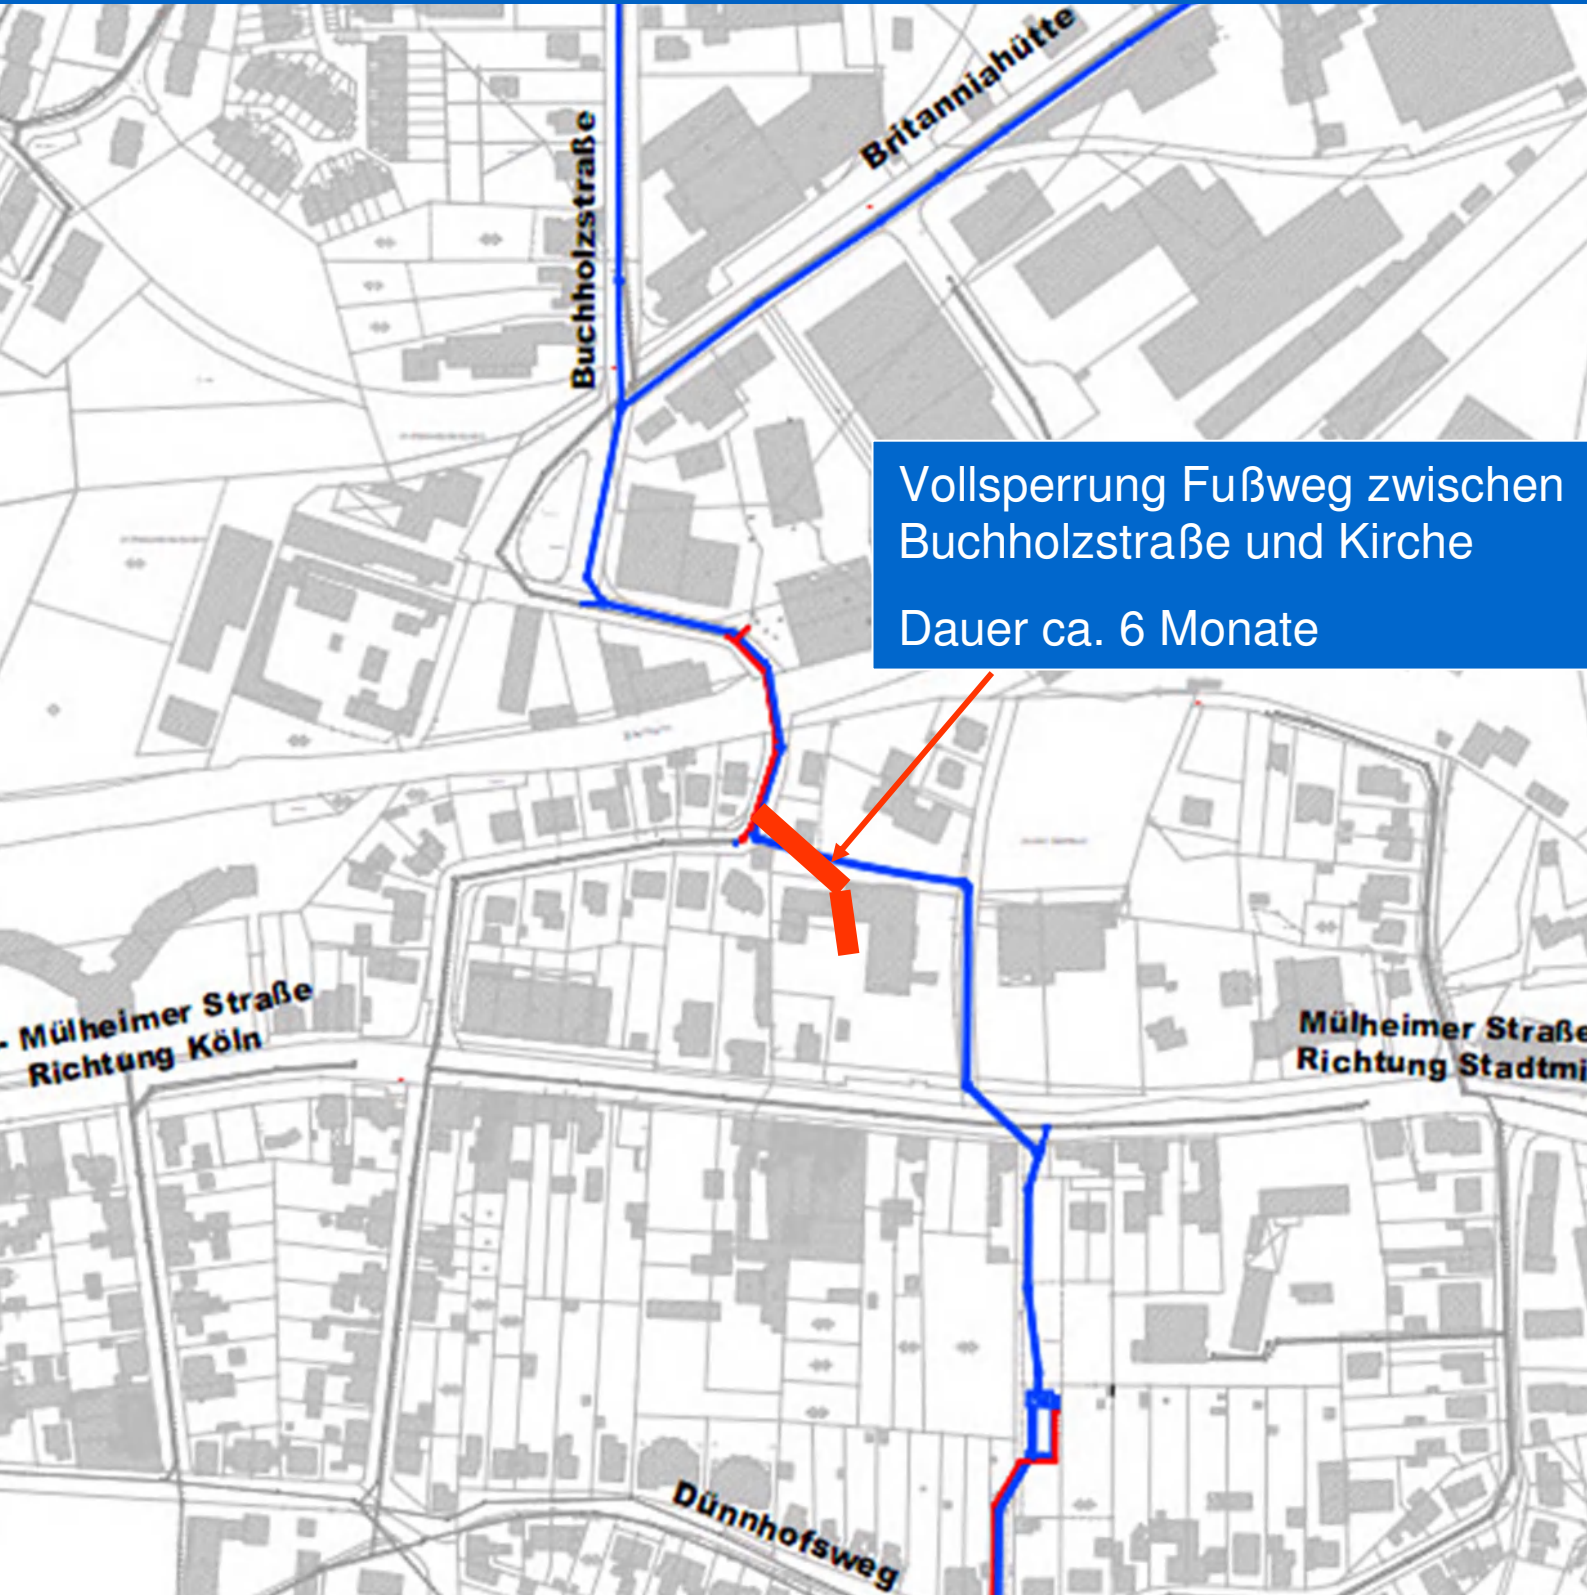 Britanniahütte
Buchholzstraße
Vollsperrung Fußweg zwischen
Buchholzstraße und Kirche
Dauer ca. 6 Monate
- Mülheimer Straße
Richtung Köln
Mülheimer Straße
Richtung Stadtmi
Dünnhofsweg